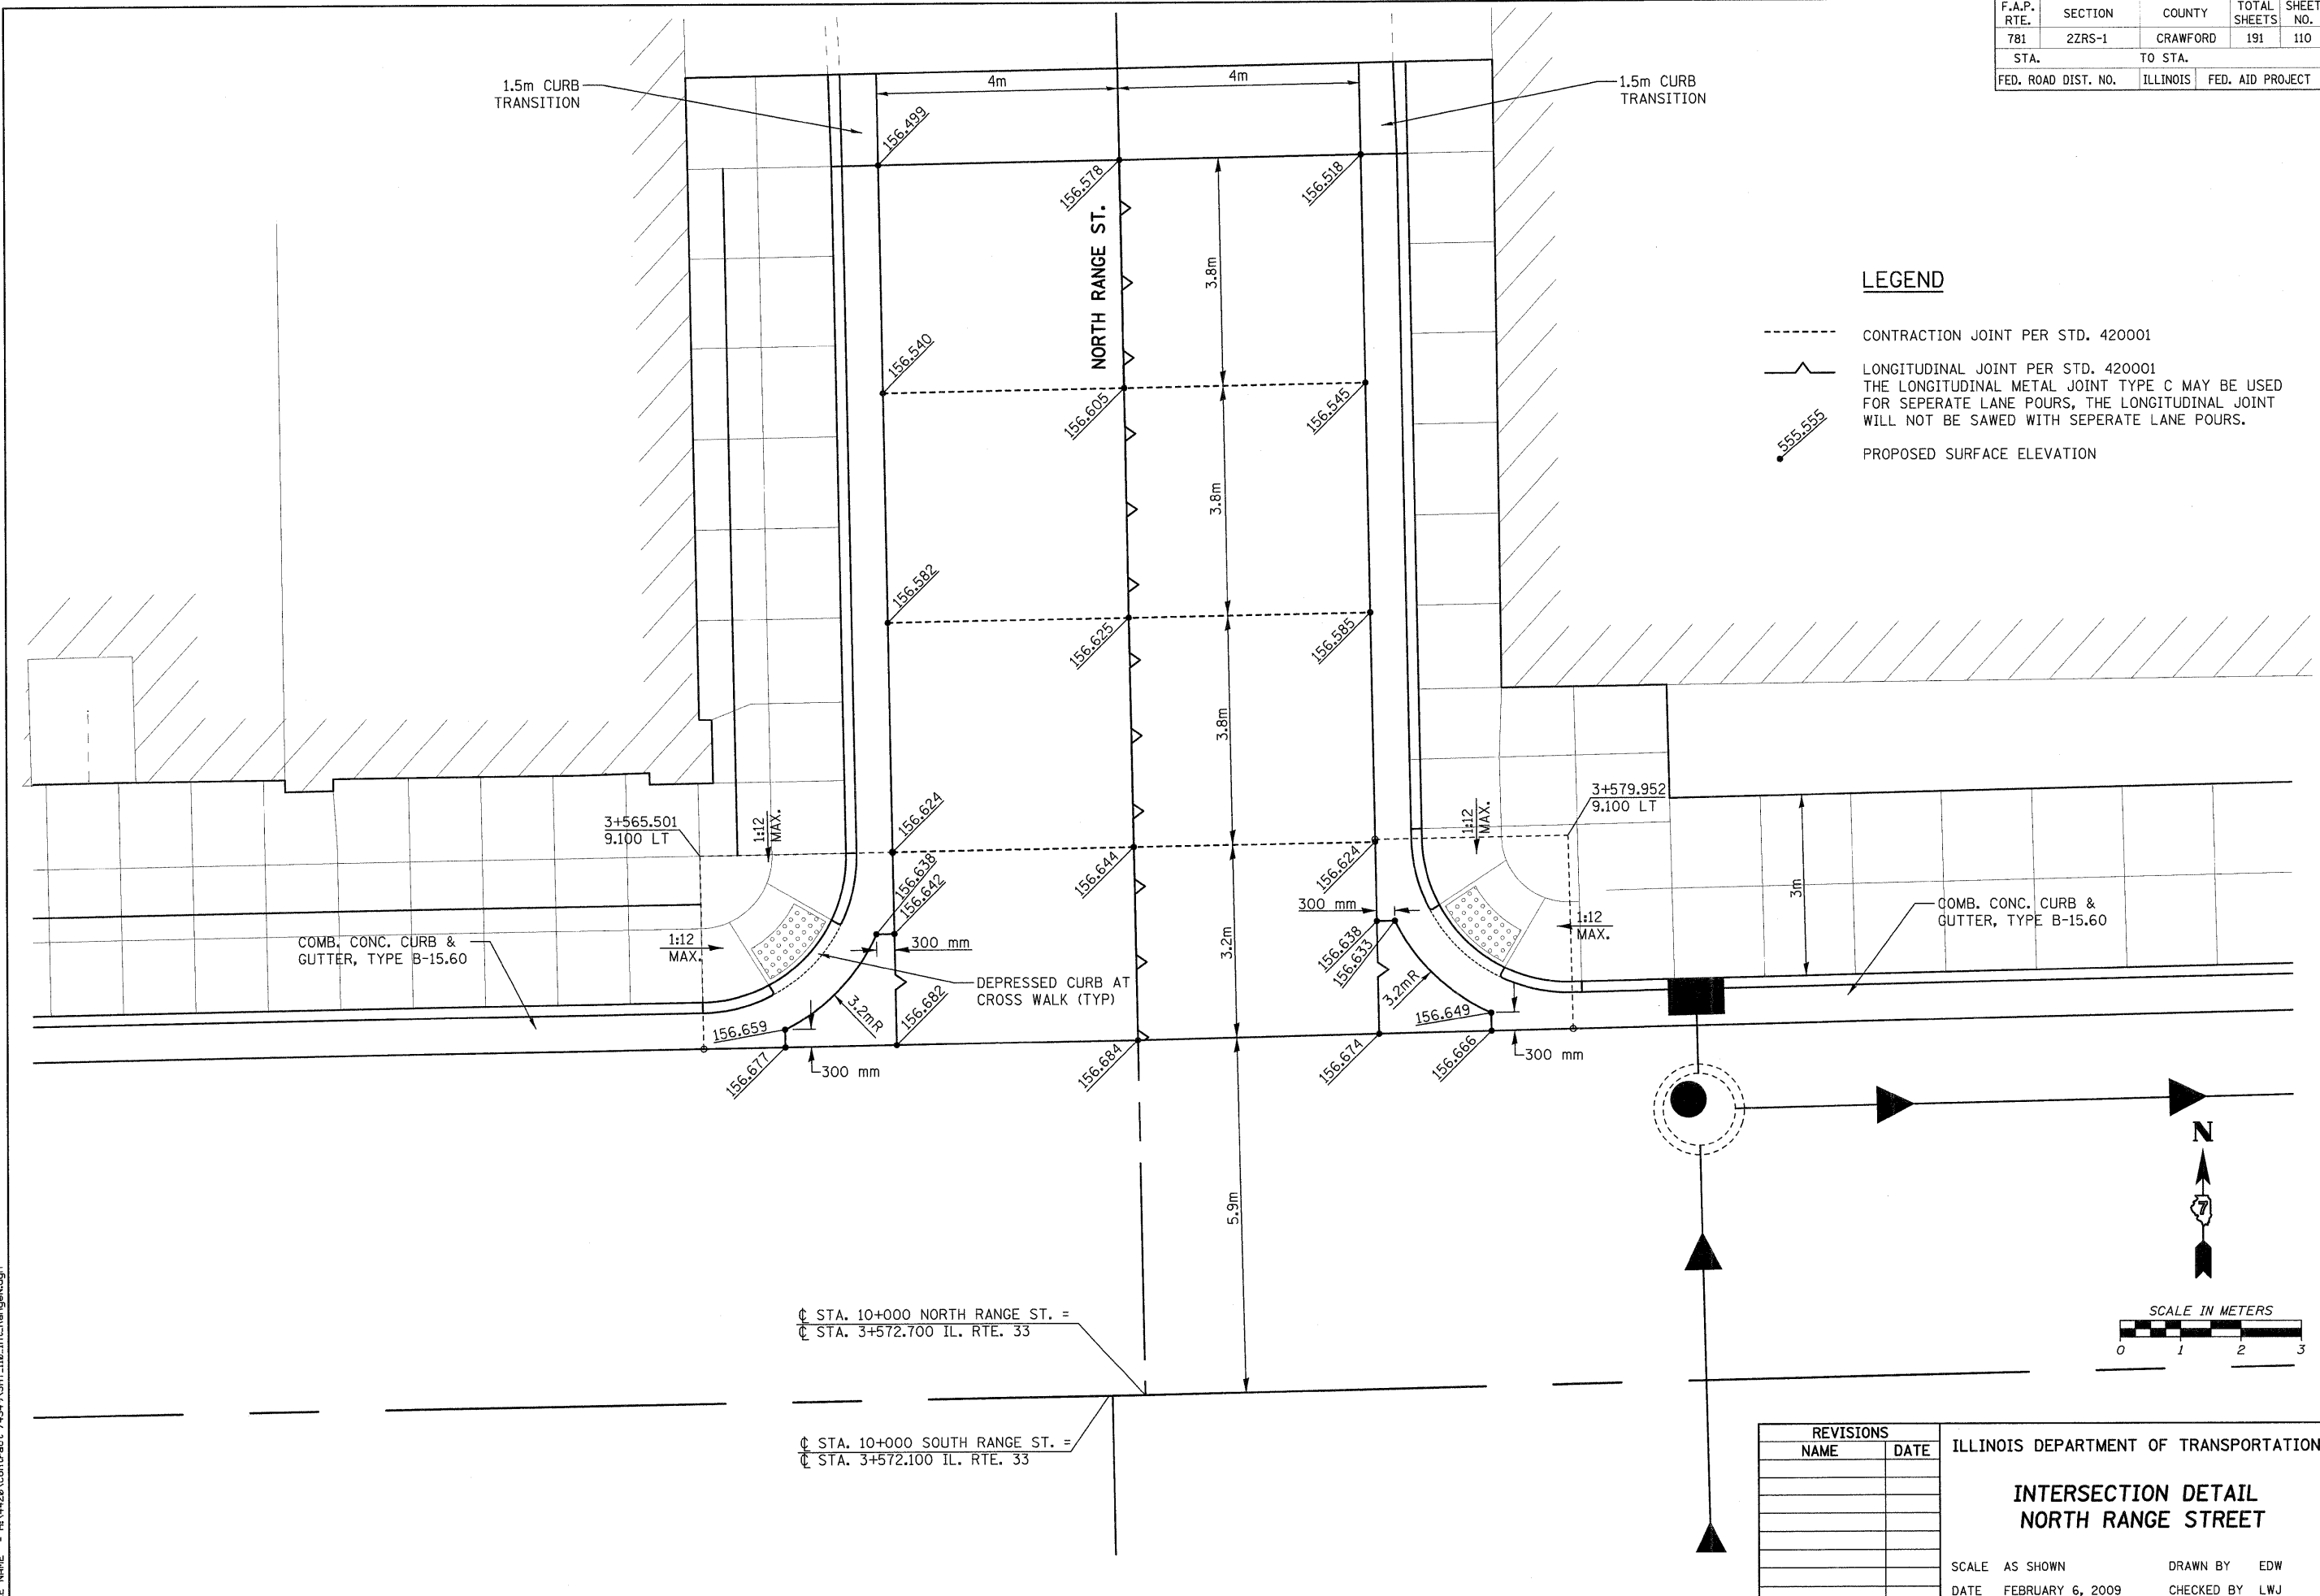 F.A.P. RTE. SECTION COUNTY TOTAL SHEETS SHEET NO.
781 2ZRS-1 CRAWFORD 191 110
STA. TO STA.
FED. ROAD DIST. NO. ILLINOIS FED. AID PROJECT
1.5m CURB
TRANSITION
4m
4m
1.5m CURB
TRANSITION
156.499
156.578
156.518
NORTH RANGE ST.
3.8m
156.540
156.605
156.545
3.8m
156.582
156.625
156.585
3.8m
LEGEND
CONTRACTION JOINT PER STD. 420001
LONGITUDINAL JOINT PER STD. 420001
THE LONGITUDINAL METAL JOINT TYPE C MAY BE USED
FOR SEPERATE LANE POURS, THE LONGITUDINAL JOINT
WILL NOT BE SAWED WITH SEPERATE LANE POURS.
555.555
PROPOSED SURFACE ELEVATION
3+565.501
9.100 LT
1:12
MAX.
156.624
156.638
156.642
156.644
156.624
1:12
MAX.
3+579.952
9.100 LT
3m
COMB. CONC. CURB &
GUTTER, TYPE B-15.60
1:12
MAX.
300 mm
DEPRESSED CURB AT
CROSS WALK (TYP)
3.2mR
156.659
156.677
300 mm
156.682
156.684
3.2m
300 mm
156.638
156.633
3.2mR
156.649
156.674
156.666
300 mm
1:12
MAX.
COMB. CONC. CURB &
GUTTER, TYPE B-15.60
5.9m
N
7
SCALE IN METERS
0 1 2 3
℄ STA. 10+000 NORTH RANGE ST. =
℄ STA. 3+572.700 IL. RTE. 33
℄ STA. 10+000 SOUTH RANGE ST. =
℄ STA. 3+572.100 IL. RTE. 33
REVISIONS
NAME DATE
ILLINOIS DEPARTMENT OF TRANSPORTATION
INTERSECTION DETAIL
NORTH RANGE STREET
SCALE AS SHOWN DRAWN BY EDW
DATE FEBRUARY 6, 2009 CHECKED BY LWJ